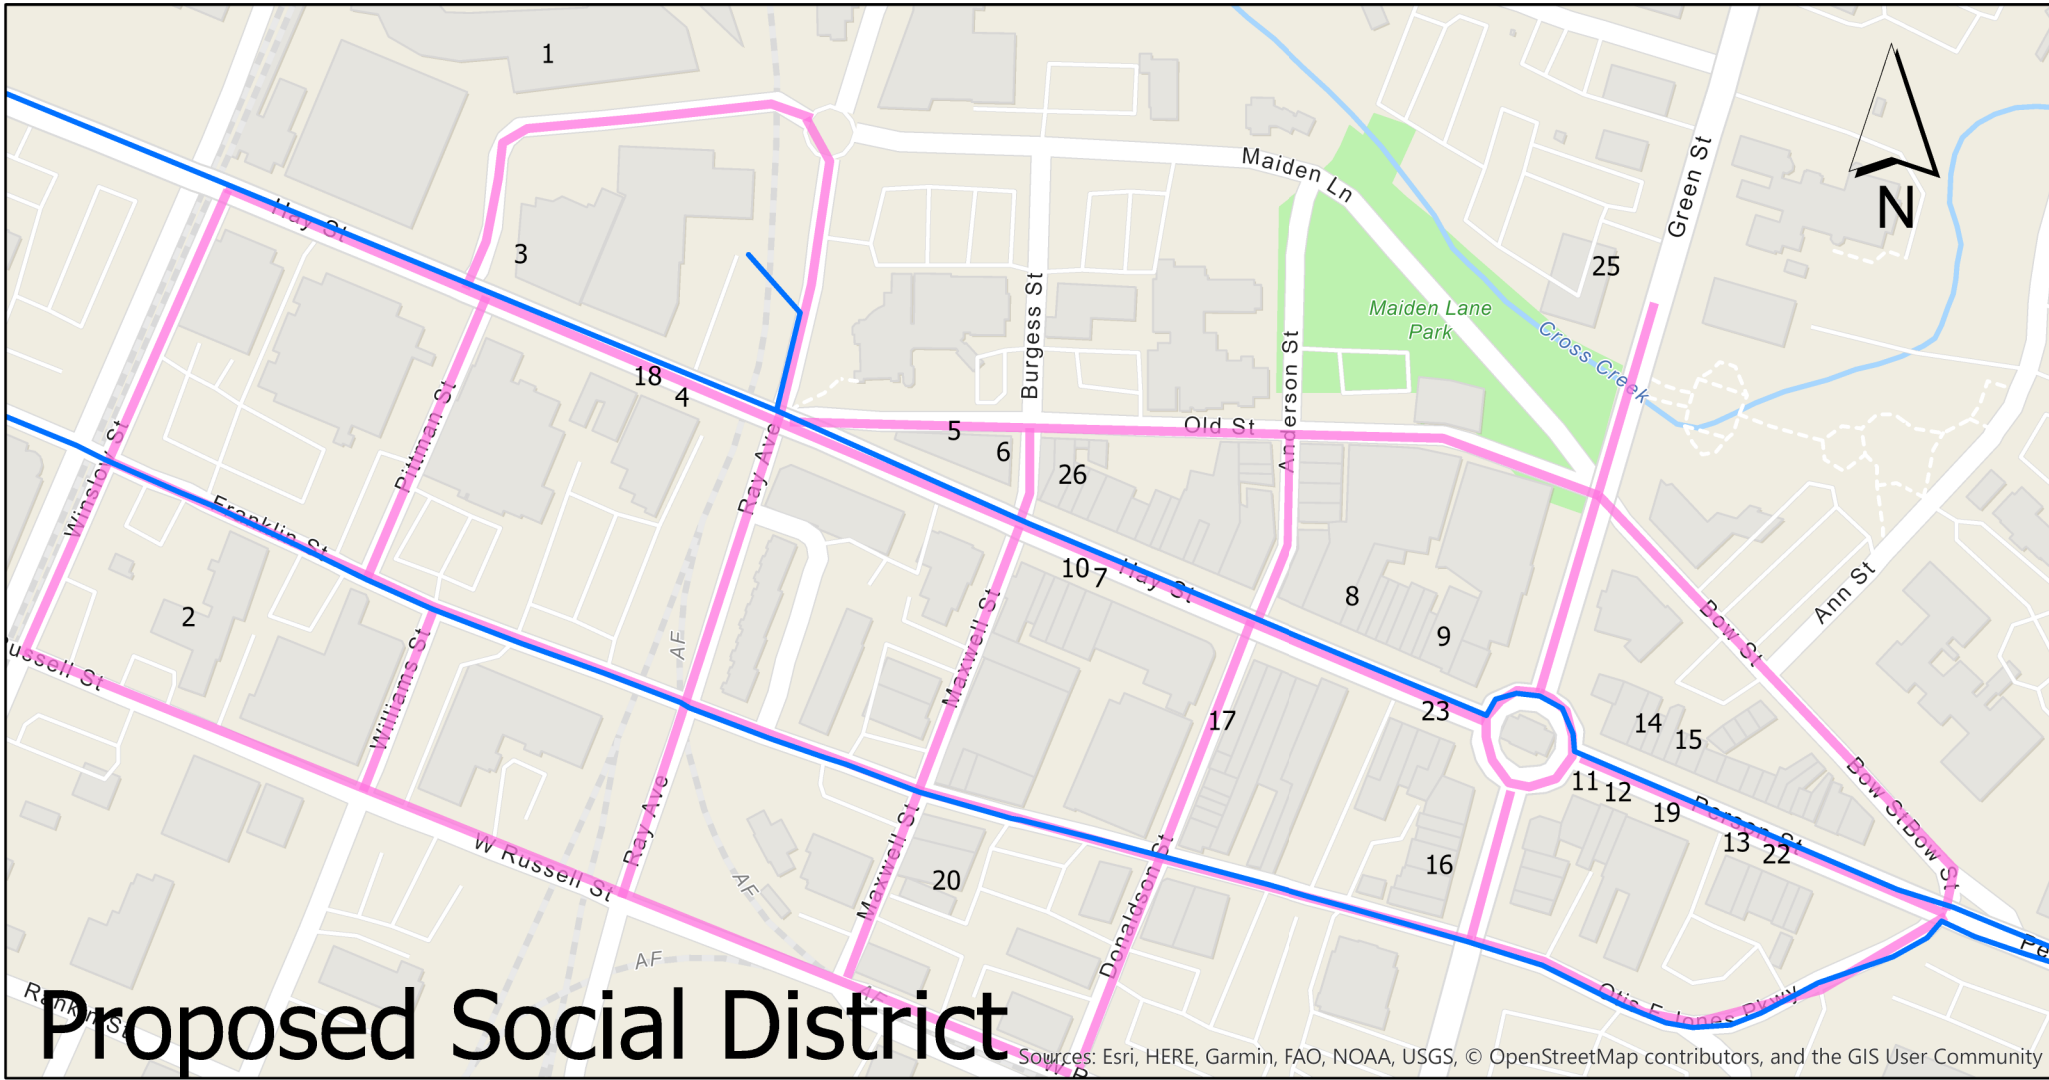 1
Maiden Ln
Green St
N
Hay St
3
25
Burgess St
Maiden Lane
Park
Anderson St
Cross Creek
18
4
Pittman St
Winslow St
Ray Ave
5
6
Old St
26
Franklin St
10
7
Hay St
8
9
Ann St
Bow St
2
AF
Maxwell St
Williams St
Russell St
17
23
14
15
Bow St
Bow St
11
12
19
Person St
13
22
Ray Ave
W Russell St
Maxwell St
AF
20
16
Donaldson St
Pe
AF
AF
Otis F Jones Pkwy
Rankin St
Proposed Social District
Sources: Esri, HERE, Garmin, FAO, NOAA, USGS, © OpenStreetMap contributors, and the GIS User Community